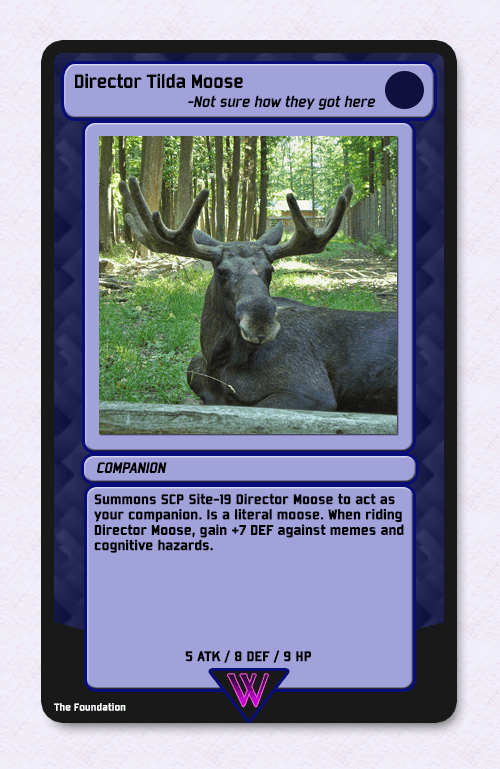 Director Tilda Moose
-Not sure how they got here
COMPANION
Summons SCP Site-19 Director Moose to act as
your companion. Is a literal moose. When riding
Director Moose, gain +7 DEF against memes and
cognitive hazards.
5 ATK / 8 DEF / 9 HP
W
The Foundation